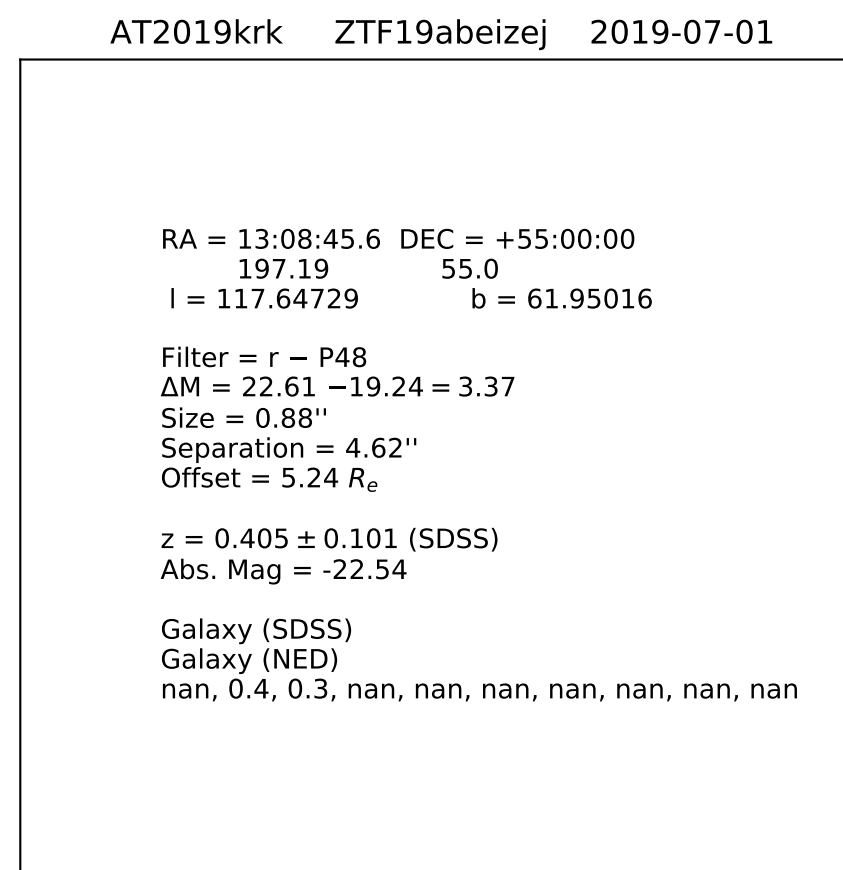 AT2019krk ZTF19abeizej 2019-07-01
RA = 13:08:45.6 DEC = +55:00:00
197.19 55.0
l = 117.64729 b = 61.95016
Filter = r − P48
ΔM = 22.61 −19.24 = 3.37
Size = 0.88''
Separation = 4.62''
Offset = 5.24 Re
z = 0.405 ± 0.101 (SDSS)
Abs. Mag = -22.54
Galaxy (SDSS)
Galaxy (NED)
nan, 0.4, 0.3, nan, nan, nan, nan, nan, nan, nan